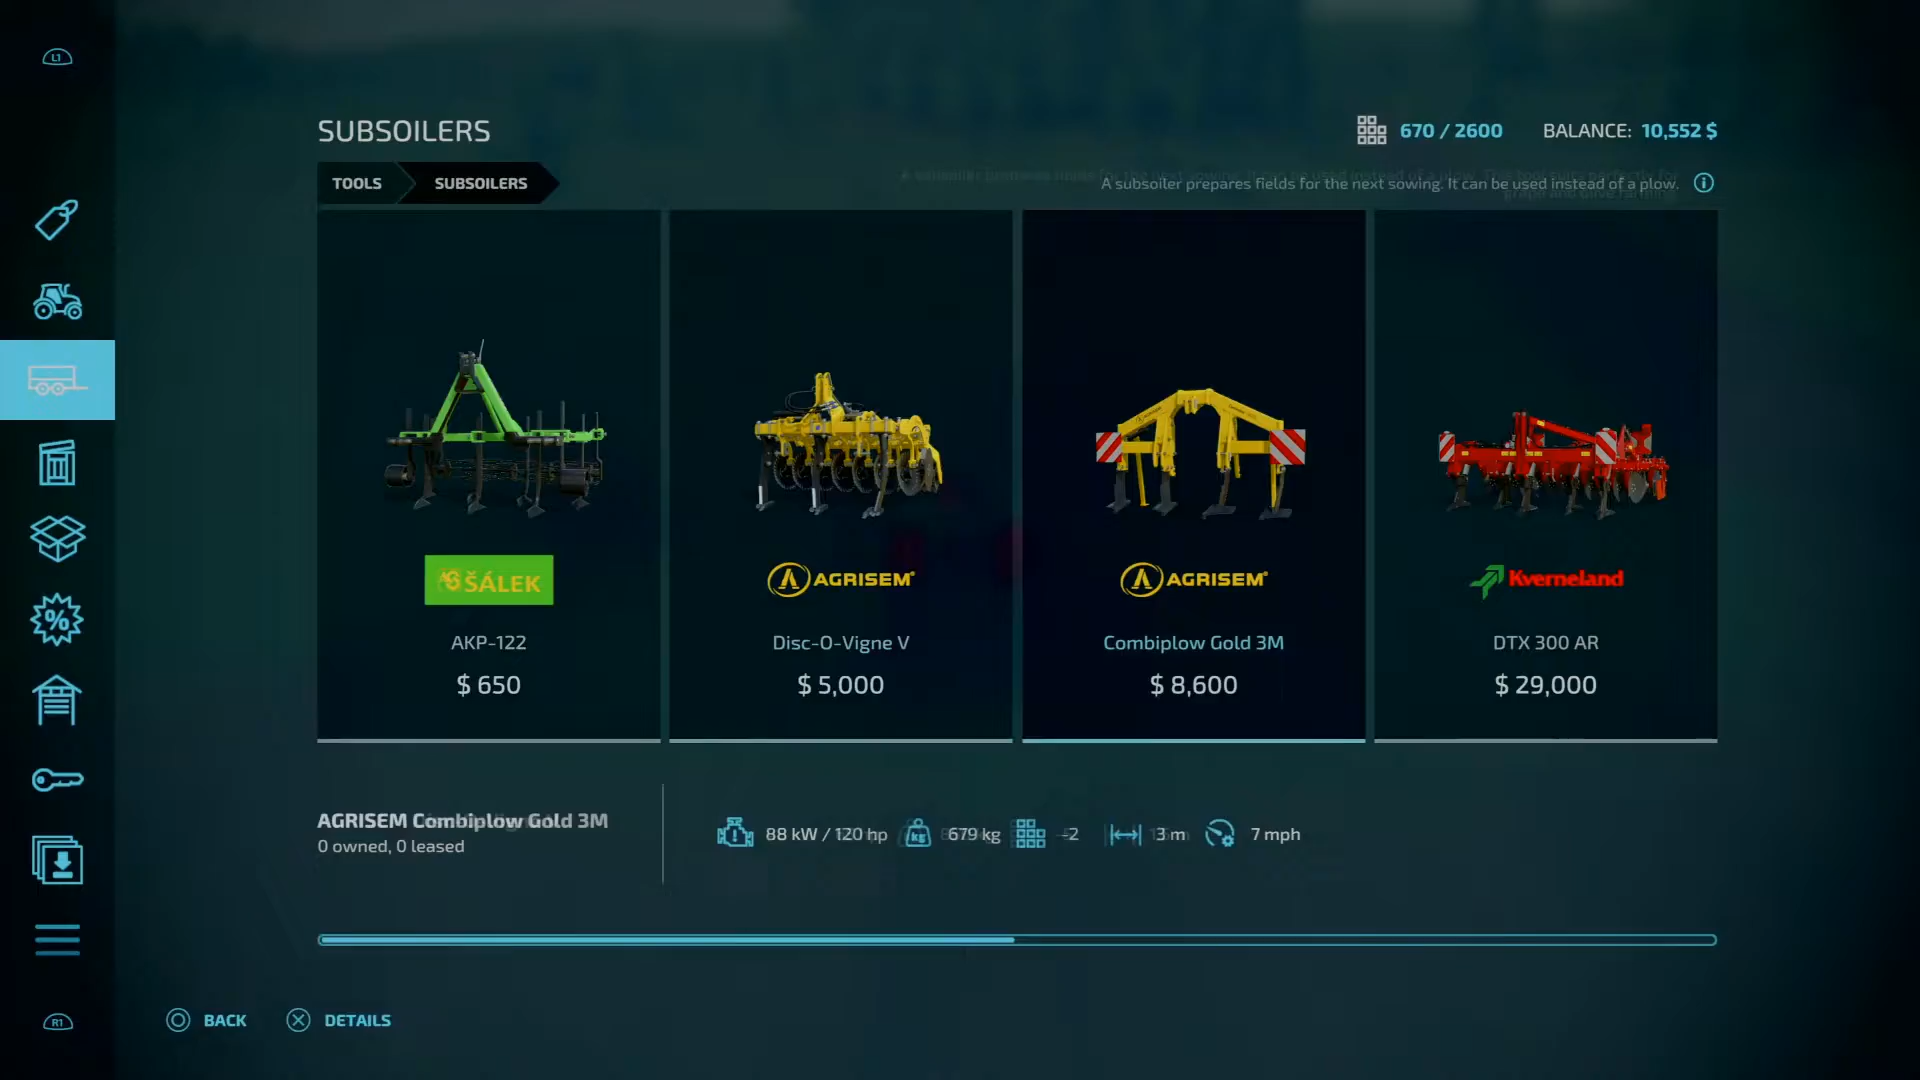 L1
SUBSOILERS
670 / 2600
BALANCE: 10,552 $
TOOLS
SUBSOILERS
A subsoiler prepares fields for the next sowing. It can be used instead of a plow.
ŠÁLEK
AKP-122
$ 650
AGRISEM
Disc-O-Vigne V
$ 5,000
AGRISEM
Combiplow Gold 3M
$ 8,600
Kverneland
DTX 300 AR
$ 29,000
AGRISEM Combiplow Gold 3M
0 owned, 0 leased
88 kW / 120 hp
kg
679 kg
-2
3 m
7 mph
R1
BACK
DETAILS